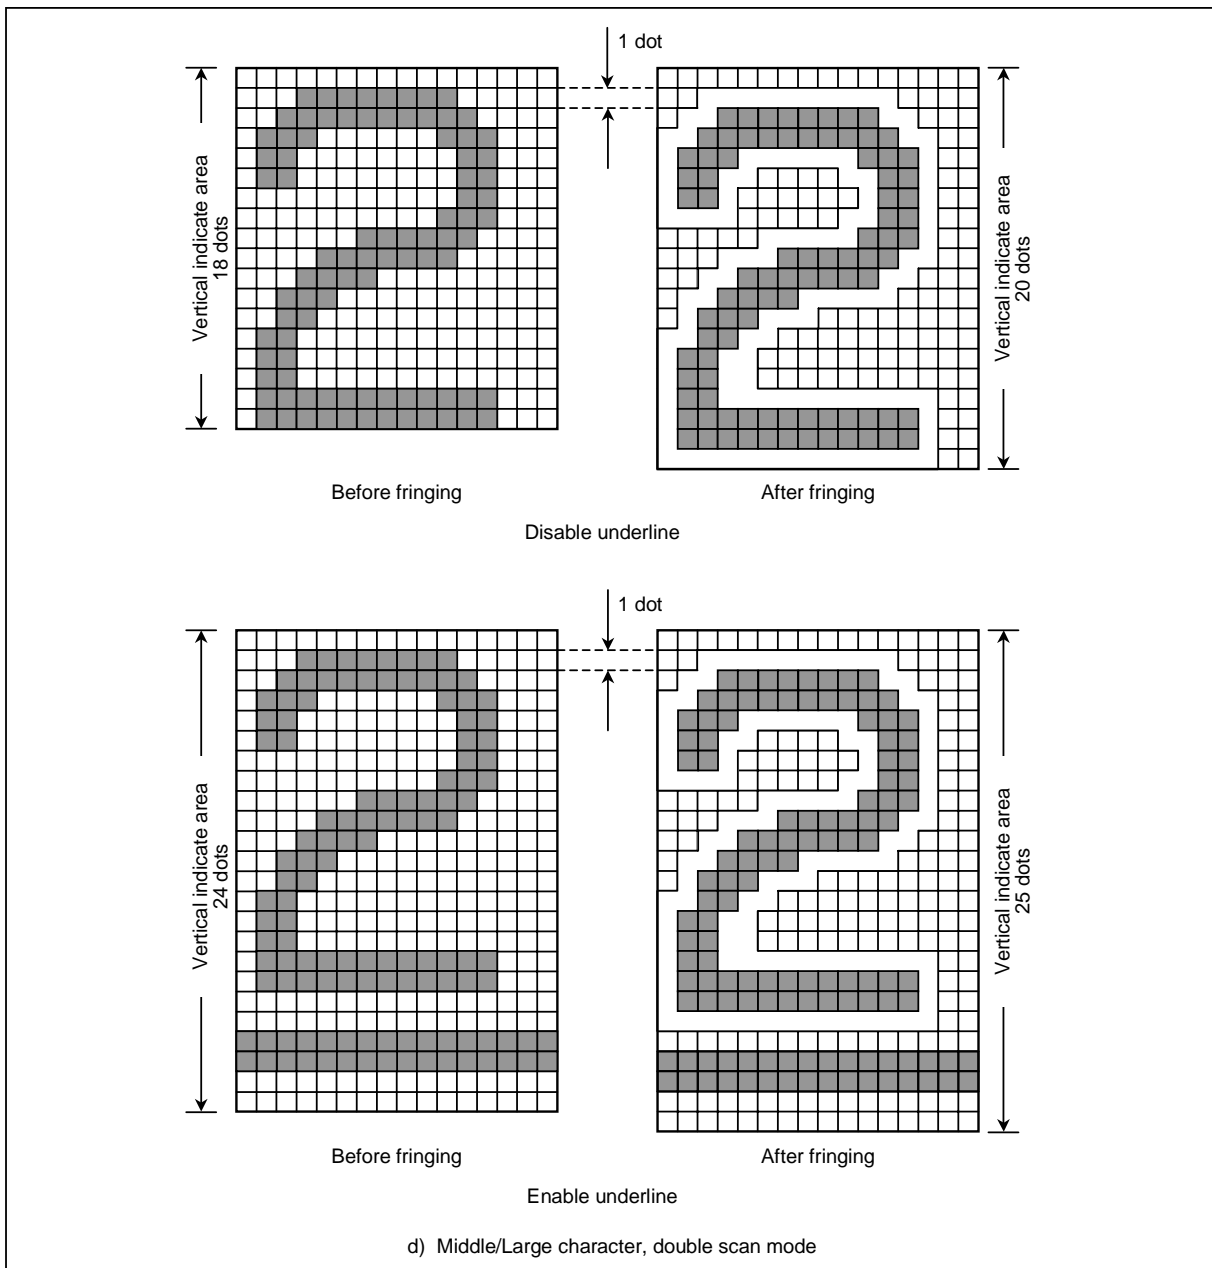 1 dot
Vertical indicate area
18 dots
Vertical indicate area
20 dots
Before fringing
After fringing
Disable underline
1 dot
Vertical indicate area
24 dots
Vertical indicate area
25 dots
Before fringing
After fringing
Enable underline
d) Middle/Large character, double scan mode